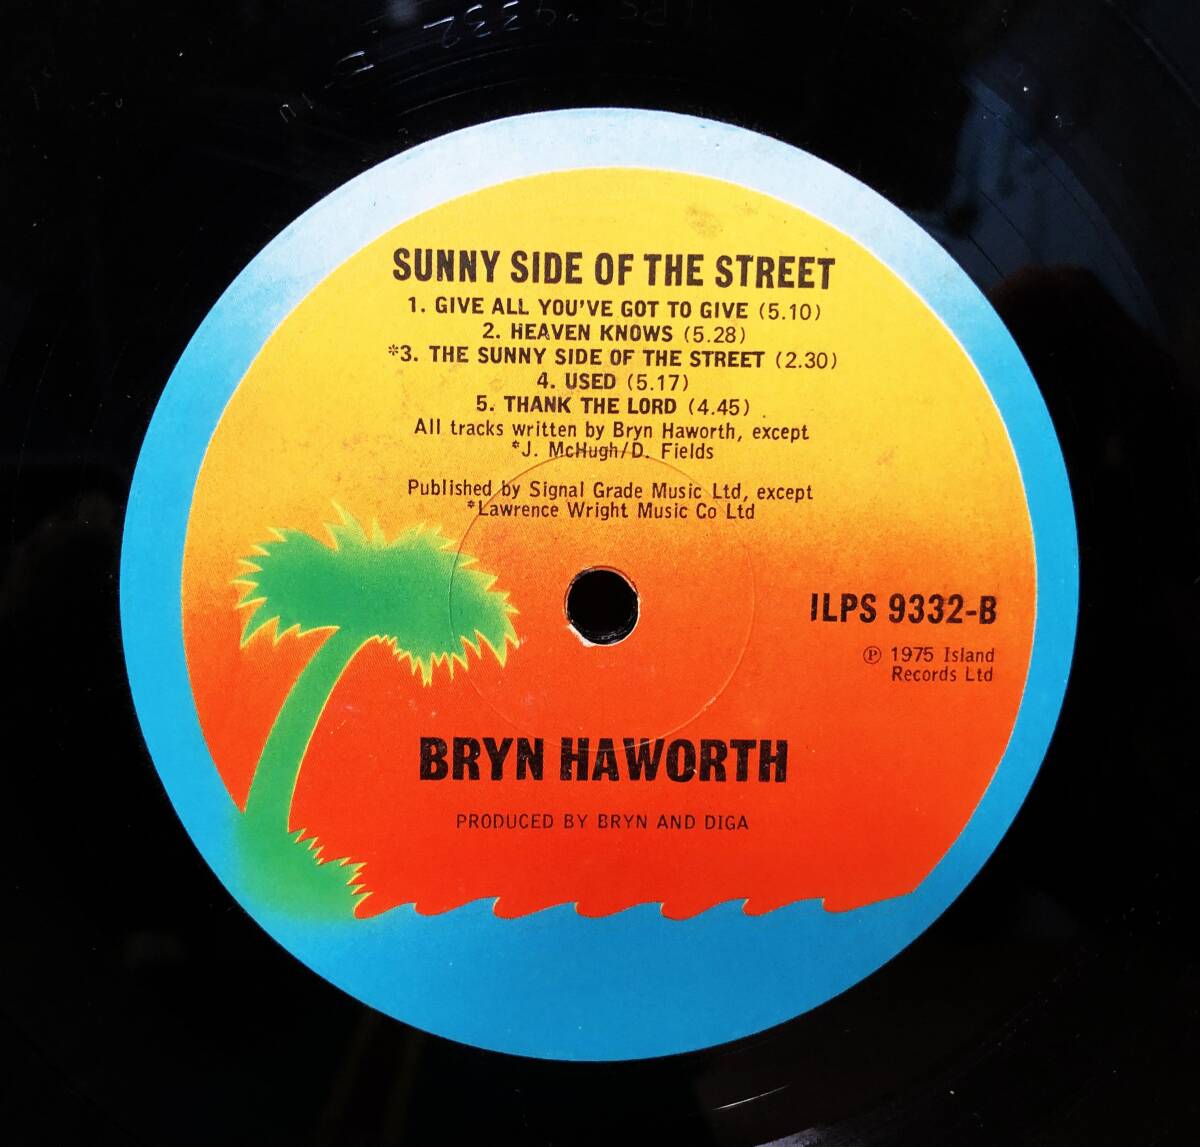 9332
SUNNY SIDE OF THE STREET
1. GIVE ALL YOU'VE GOT TO GIVE (5.10)
2. HEAVEN KNOWS (5.28)
*3. THE SUNNY SIDE OF THE STREET (2.30)
4. USED (5.17)
5. THANK THE LORD (4.45)
All tracks written by Bryn Haworth, except
*J. McHugh/D. Fields
Published by Signal Grade Music Ltd, except
*Lawrence Wright Music Co Ltd
ILPS 9332-B
℗ 1975 Island
Records Ltd
BRYN HAWORTH
PRODUCED BY BRYN AND DIGA